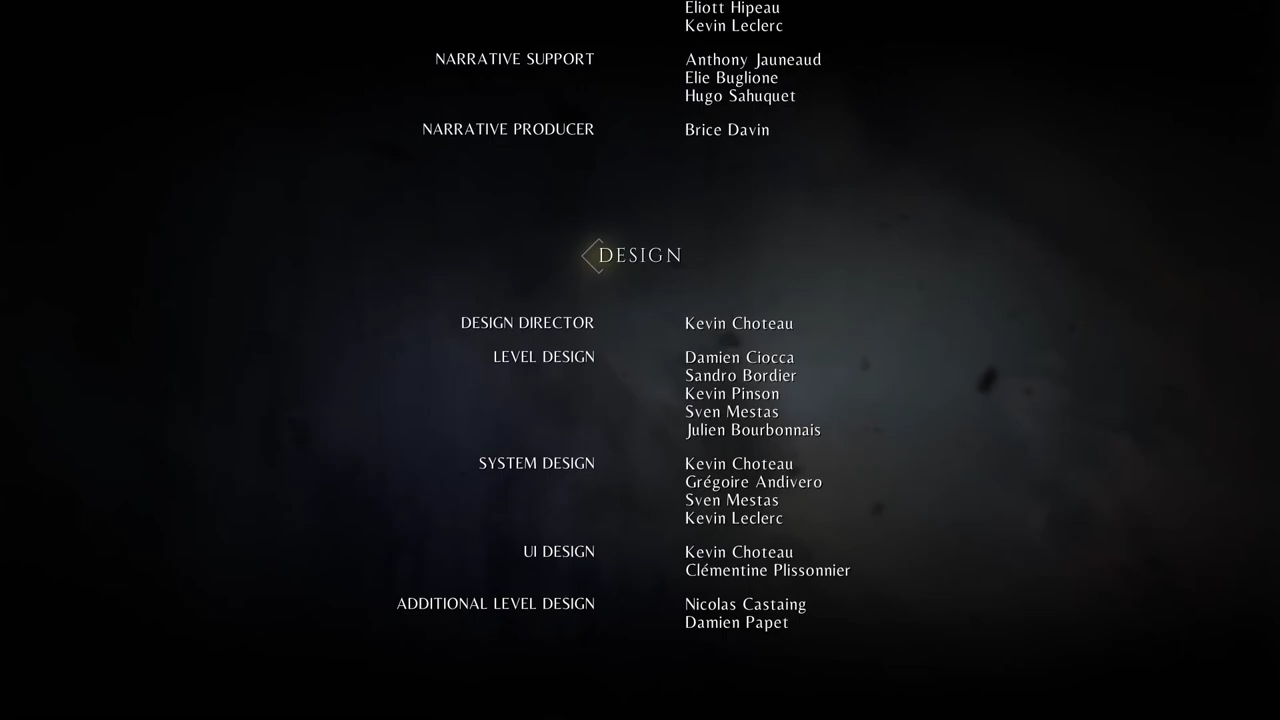 Eliott Hipeau
Kevin Leclerc
NARRATIVE SUPPORT Anthony Jauneaud
Elie Buglione
Hugo Sahuquet
NARRATIVE PRODUCER Brice Davin
DESIGN
DESIGN DIRECTOR Kevin Choteau
LEVEL DESIGN Damien Ciocca
Sandro Bordier
Kevin Pinson
Sven Mestas
Julien Bourbonnais
SYSTEM DESIGN Kevin Choteau
Grégoire Andivero
Sven Mestas
Kevin Leclerc
UI DESIGN Kevin Choteau
Clémentine Plissonnier
ADDITIONAL LEVEL DESIGN Nicolas Castaing
Damien Papet